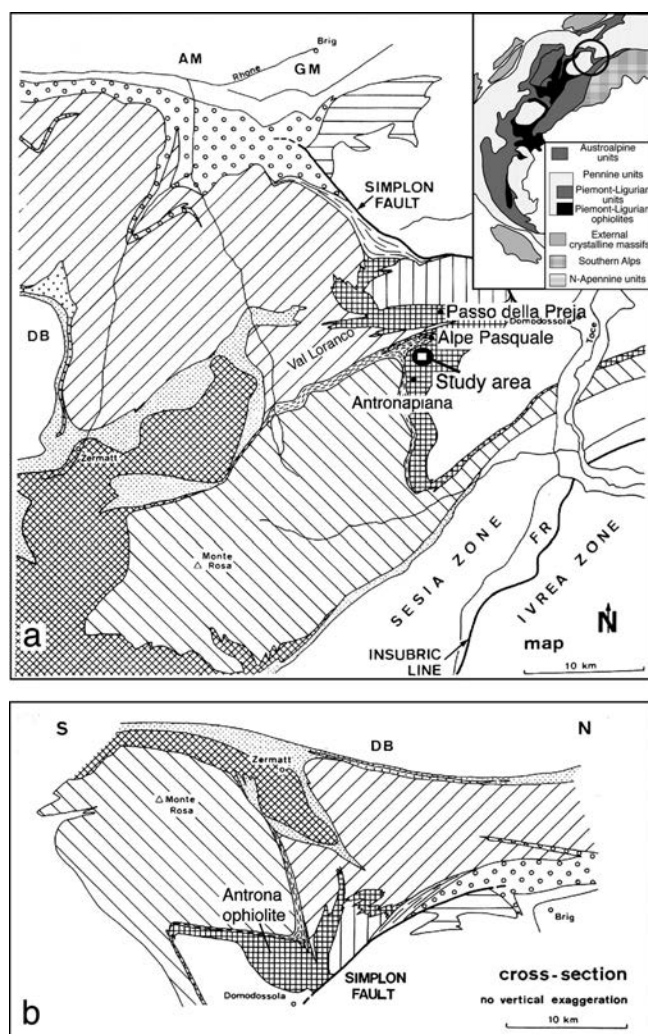 AM
Brig
Rhone
GM
SIMPLON
FAULT
Austroalpine
units
Pennine units
Piemont-Ligurian
units
Piemont-Ligurian
ophiolites
External
crystalline massifs
Southern Alps
N-Apennine units
DB
Passo della Preja
Domodossola
Toce
Val Loranco
Alpe Pasquale
Study area
Antronapiana
Zermatt
Monte
Rosa
SESIA ZONE
FR
IVREA ZONE
INSUBRIC
LINE
N
map
10 km
a
S
DB
N
Zermatt
Monte
Rosa
Antrona
ophiolite
Brig
SIMPLON
FAULT
Domodossola
cross-section
no vertical exaggeration
10 km
b